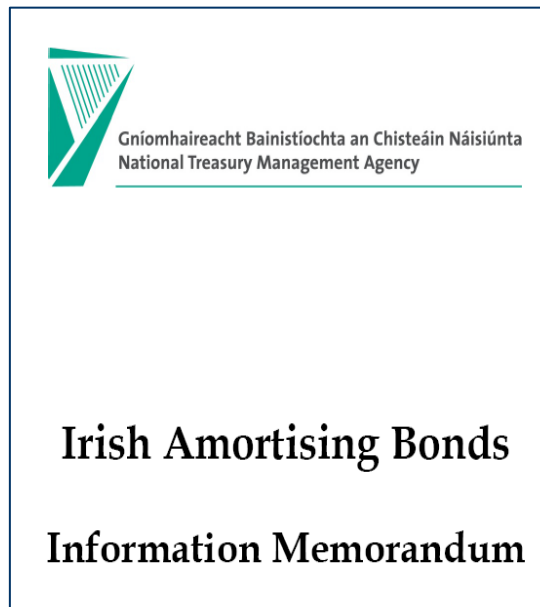 Gníomhaireacht Bainistíochta an Chisteáin Náisiúnta
National Treasury Management Agency
Irish Amortising Bonds
Information Memorandum